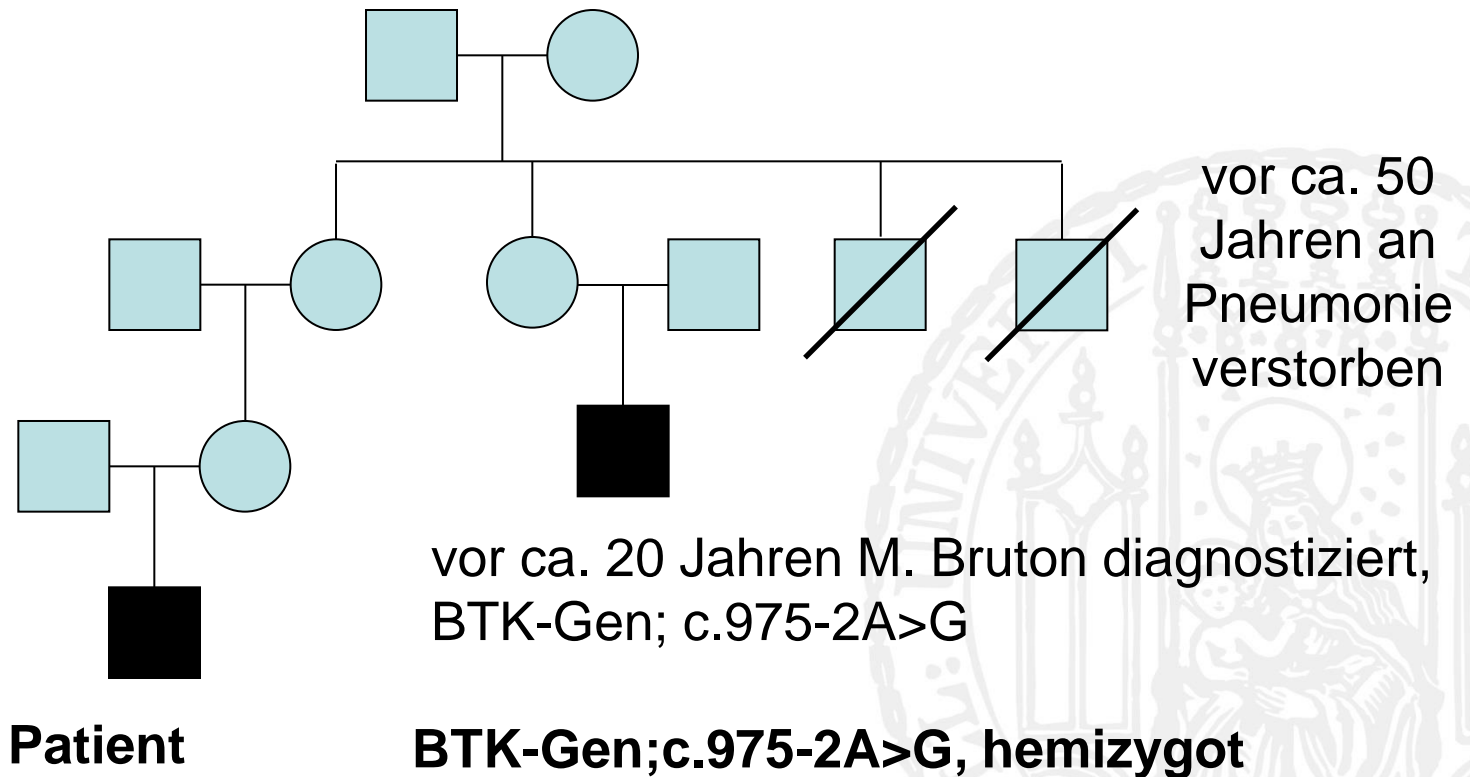 vor ca. 50
Jahren an
Pneumonie
verstorben
vor ca. 20 Jahren M. Bruton diagnostiziert,
BTK-Gen; c.975-2A>G
Patient
BTK-Gen;c.975-2A>G, hemizygot